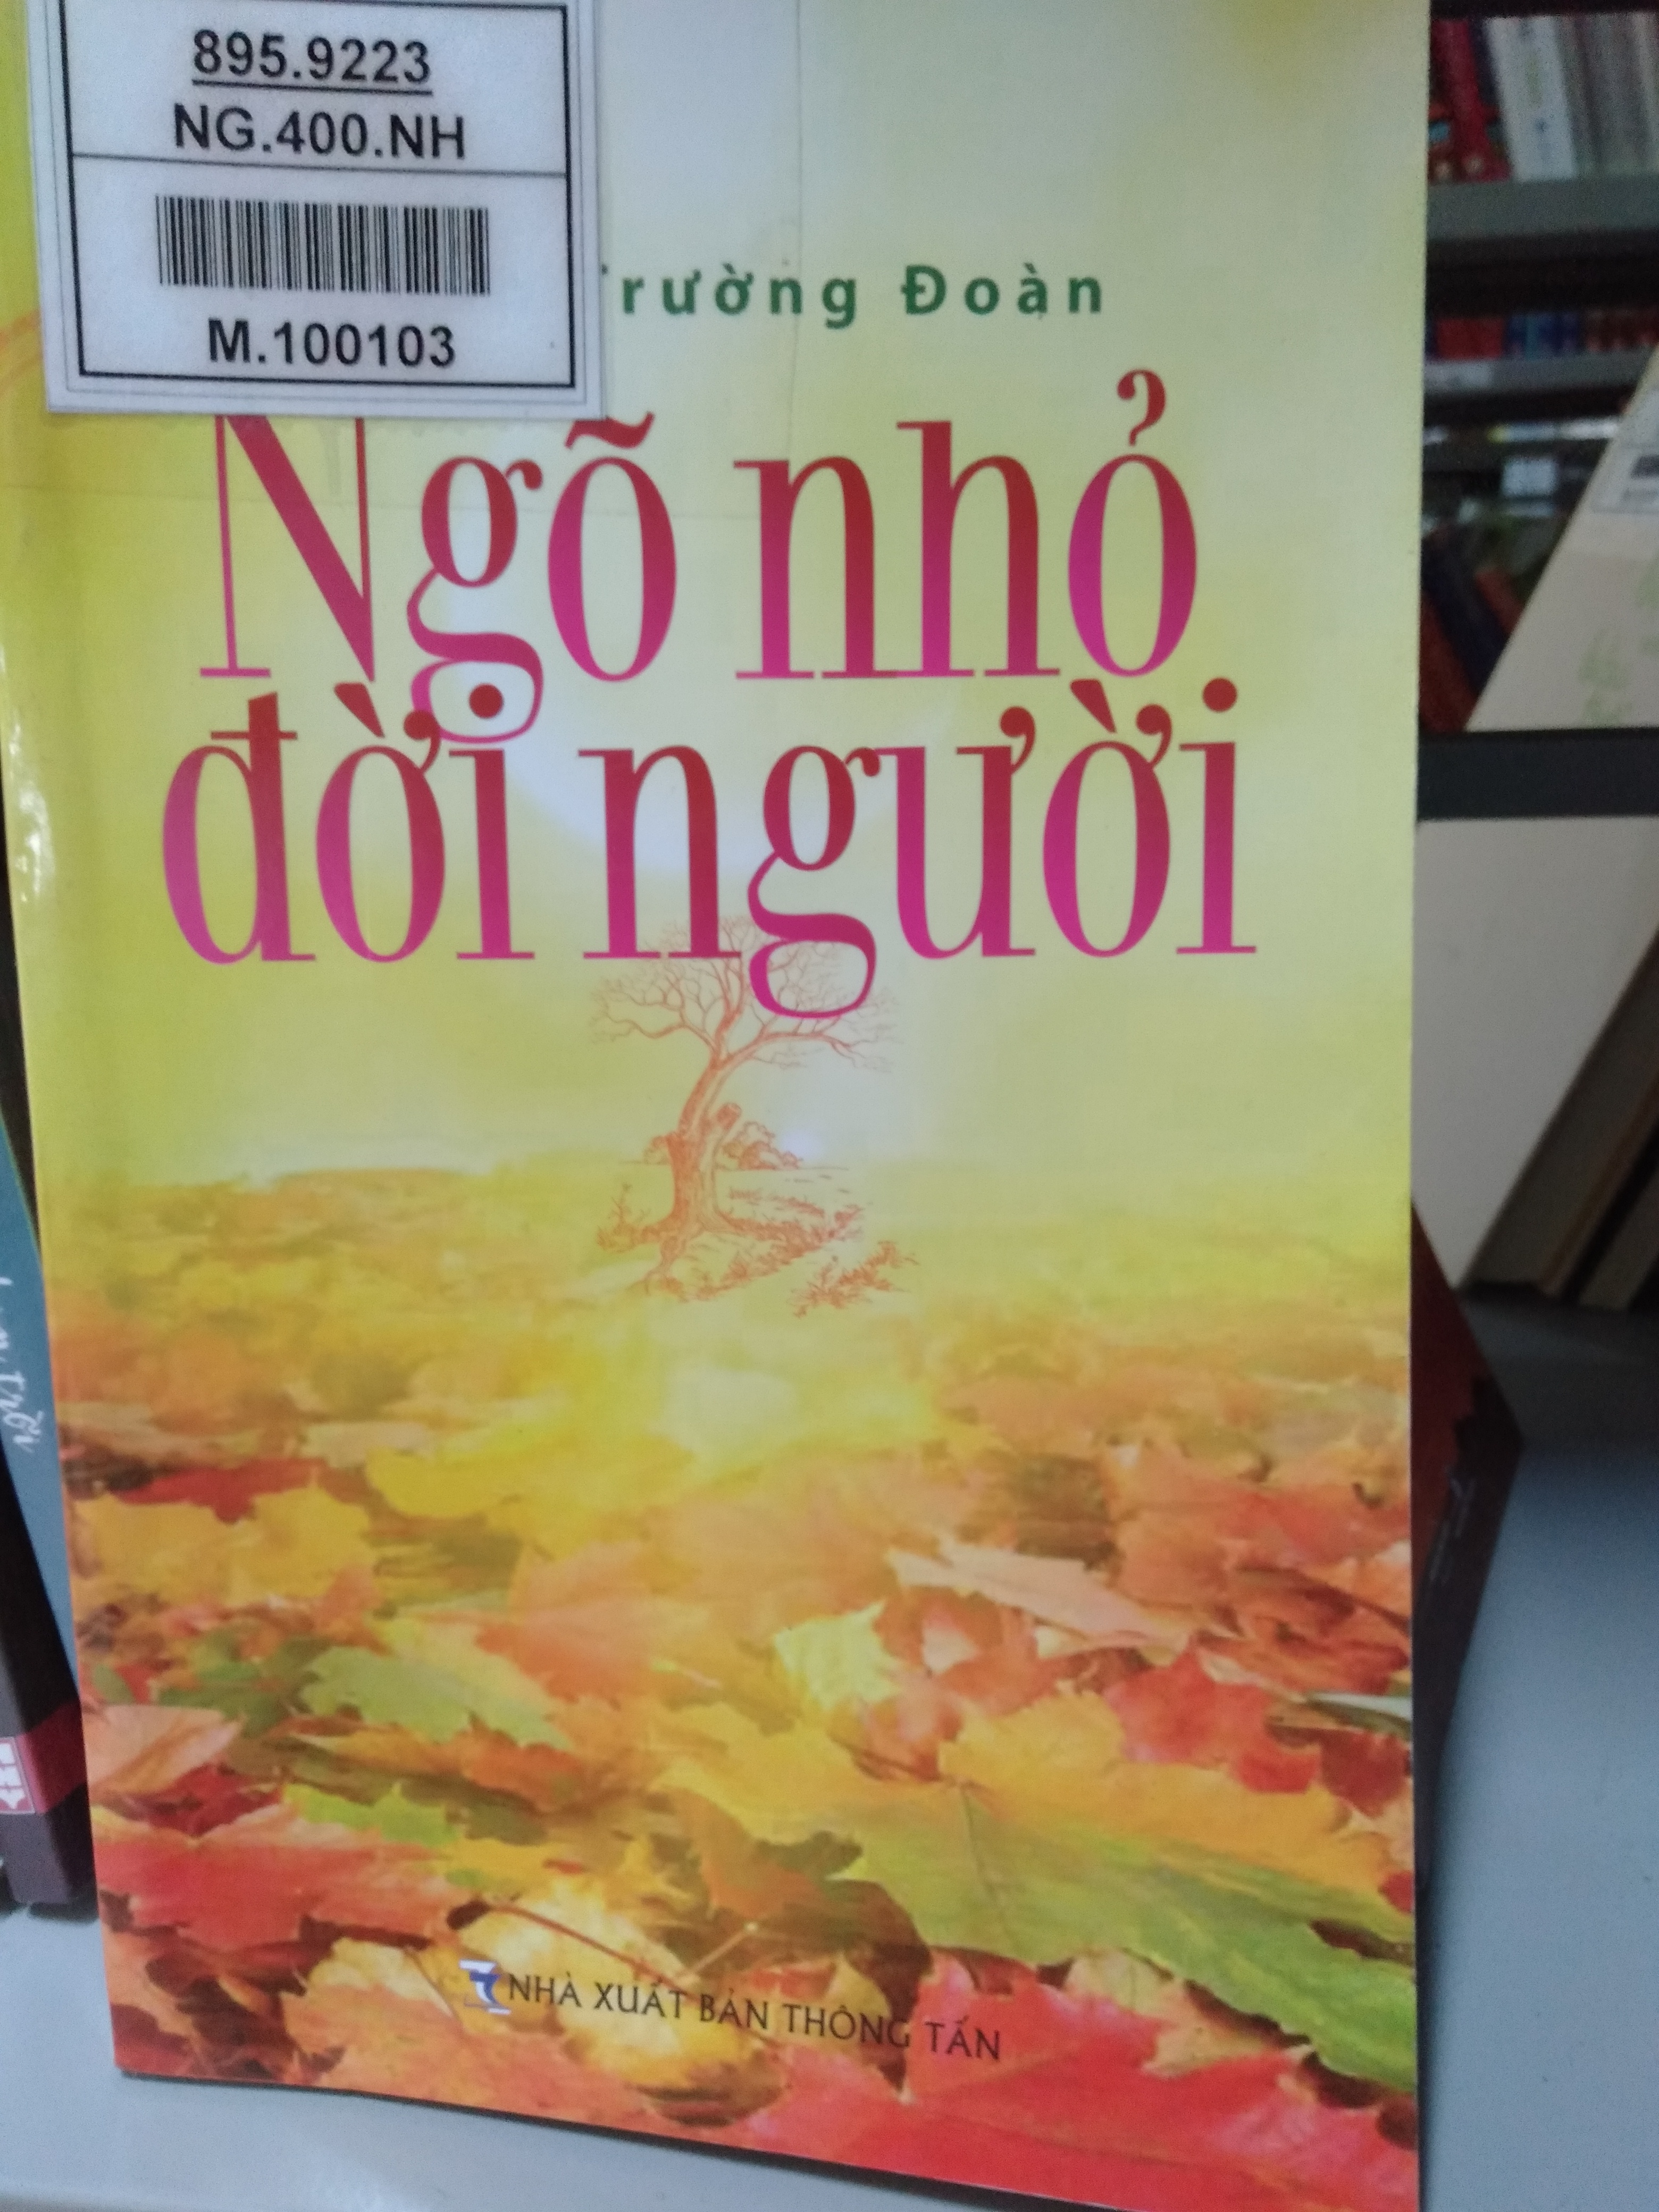 895.9223
NG.400.NH
M.100103
Trường Đoàn
Ngõ nhỏ
đời người
NHÀ XUẤT BẢN THÔNG TẤN